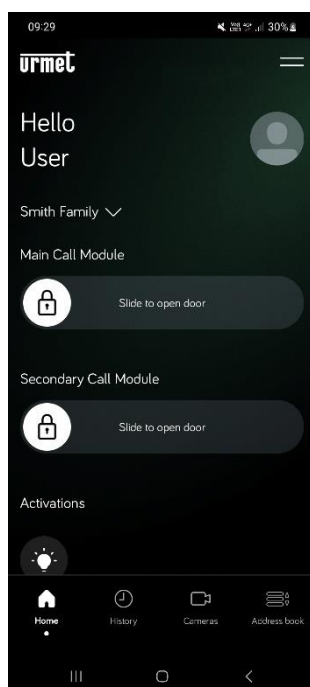 09:29
30%
urmet
Hello
User
Smith Family
Main Call Module
Slide to open door
Secondary Call Module
Slide to open door
Activations
Home
History
Cameras
Address book